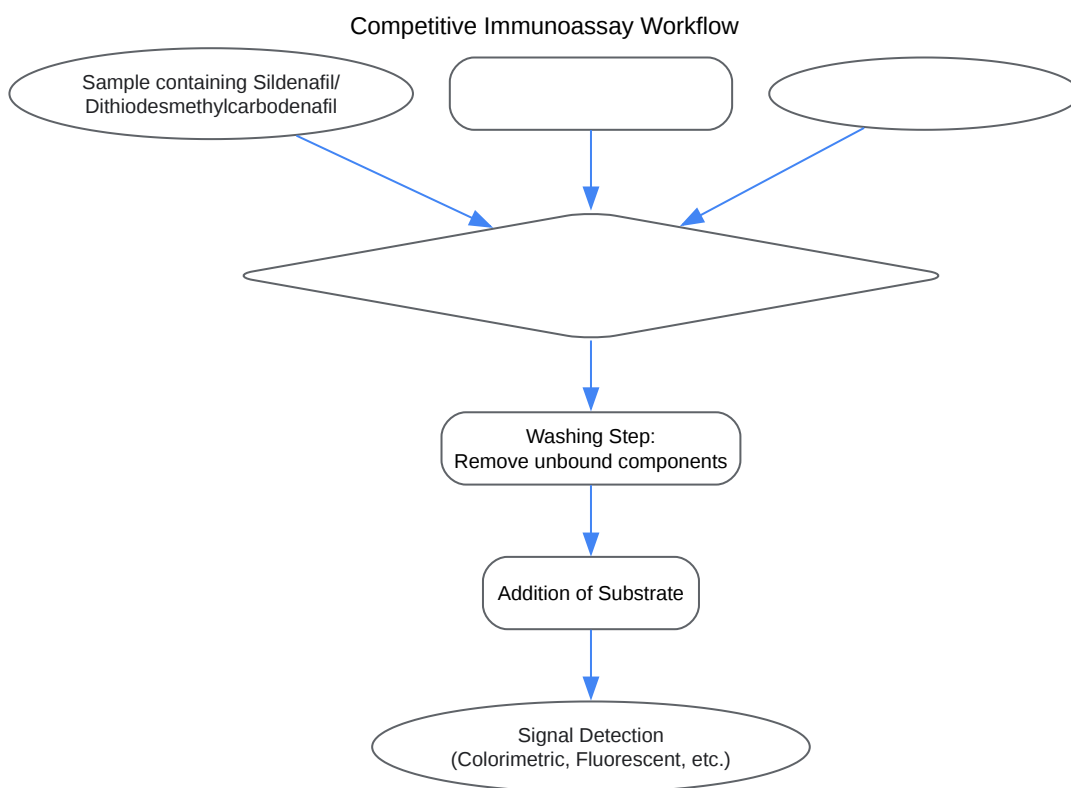 Competitive Immunoassay Workflow
Sample containing Sildenafil/
Dithiodesmethylcarbodenafil
Washing Step:
Remove unbound components
Addition of Substrate
Signal Detection
(Colorimetric, Fluorescent, etc.)